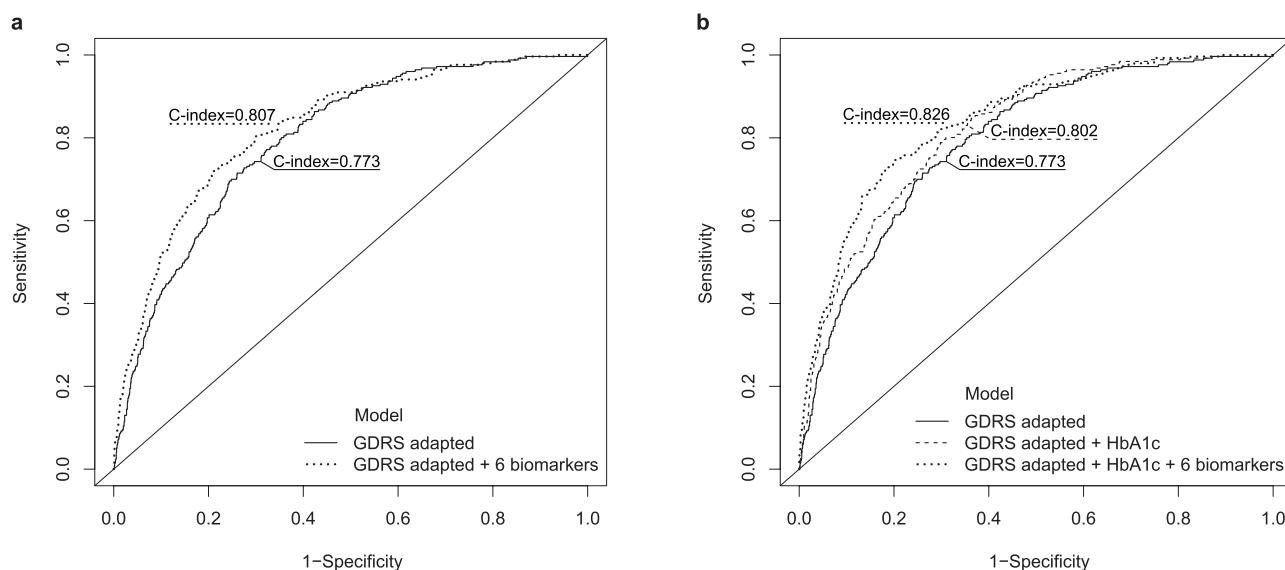 a
1.0
0.8
0.6
0.4
0.2
0.0
Sensitivity
C-index=0.807
C-index=0.773
Model
GDRS adapted
GDRS adapted + 6 biomarkers
0.0 0.2 0.4 0.6 0.8 1.0
1−Specificity
b
1.0
0.8
0.6
0.4
0.2
0.0
Sensitivity
C-index=0.826
C-index=0.802
C-index=0.773
Model
GDRS adapted
GDRS adapted + HbA1c
GDRS adapted + HbA1c + 6 biomarkers
0.0 0.2 0.4 0.6 0.8 1.0
1−Specificity